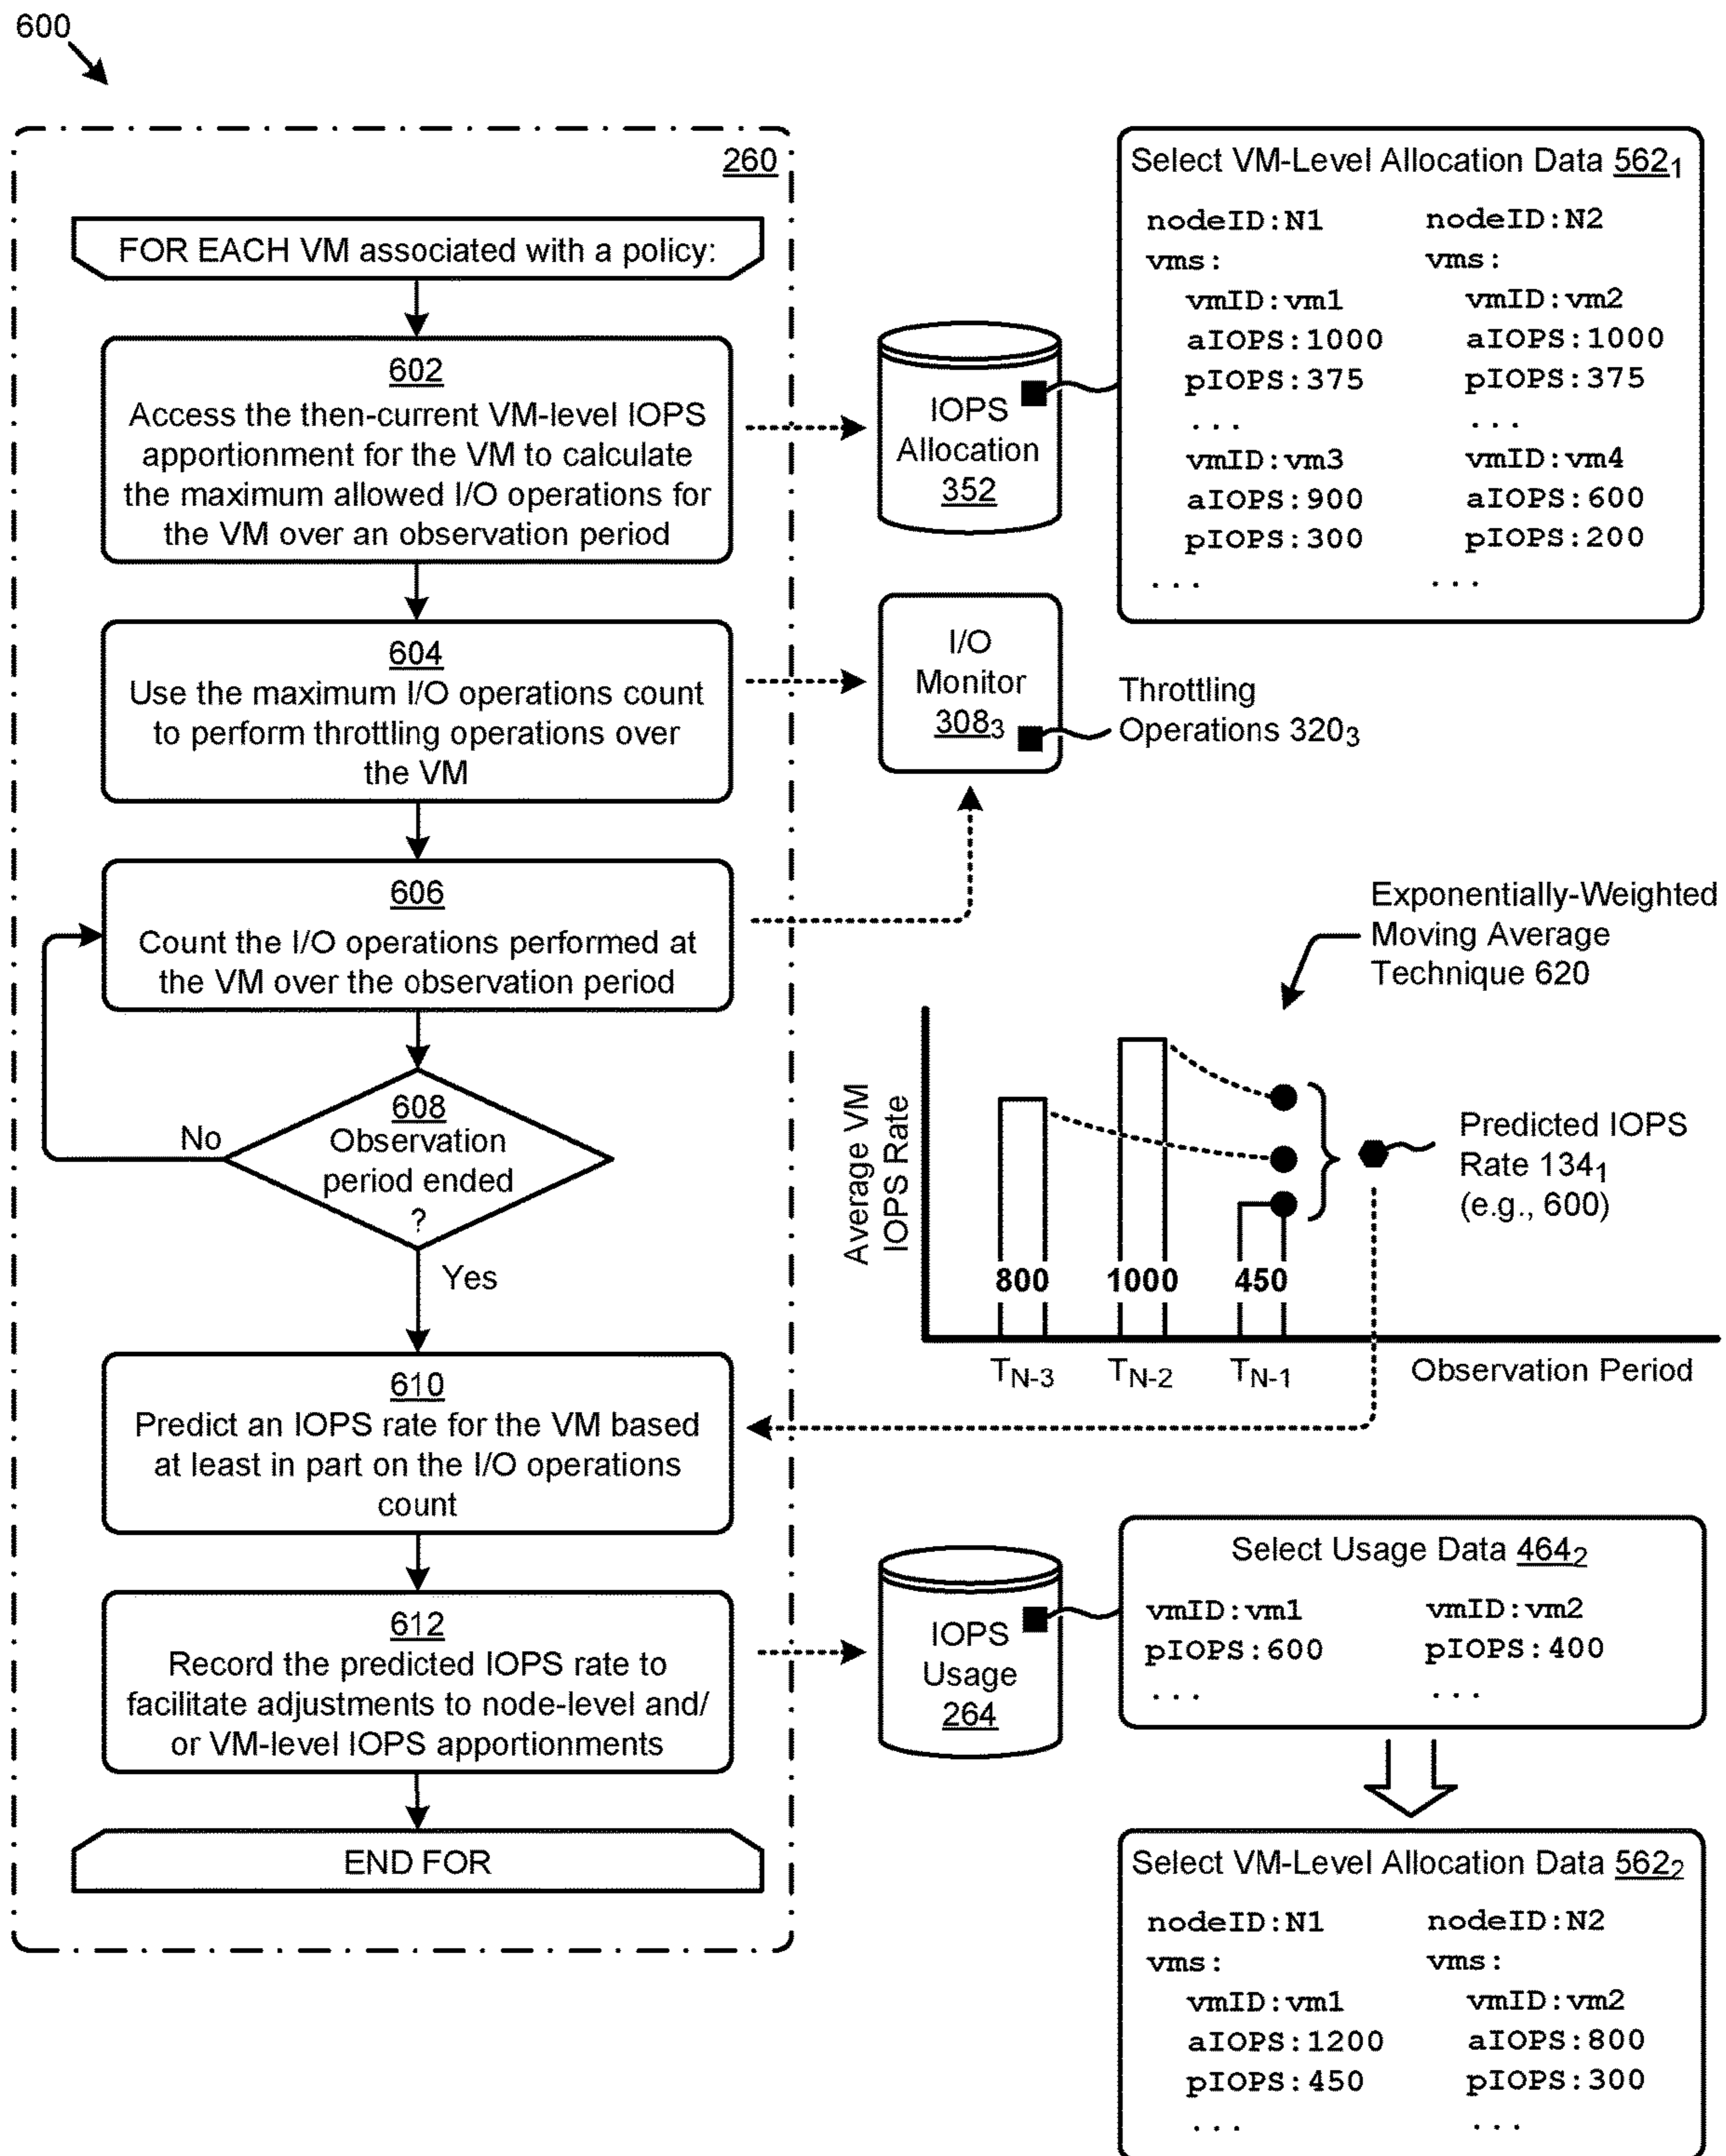 600
260
FOR EACH VM associated with a policy:
602
Access the then-current VM-level IOPS
apportionment for the VM to calculate
the maximum allowed I/O operations for
the VM over an observation period
604
Use the maximum I/O operations count
to perform throttling operations over
the VM
606
Count the I/O operations performed at
the VM over the observation period
608
Observation
period ended
?
No
Yes
610
Predict an IOPS rate for the VM based
at least in part on the I/O operations
count
612
Record the predicted IOPS rate to
facilitate adjustments to node-level and/
or VM-level IOPS apportionments
END FOR
IOPS
Allocation
352
Select VM-Level Allocation Data 562₁
nodeID:N1 nodeID:N2
vms: vms:
vmID:vm1 vmID:vm2
aIOPS:1000 aIOPS:1000
pIOPS:375 pIOPS:375
... ...
vmID:vm3 vmID:vm4
aIOPS:900 aIOPS:600
pIOPS:300 pIOPS:200
... ...
I/O
Monitor
308₃
Throttling
Operations 320₃
Exponentially-Weighted
Moving Average
Technique 620
Average VM
IOPS Rate
800 1000 450
T_N-3 T_N-2 T_N-1 Observation Period
Predicted IOPS
Rate 134₁
(e.g., 600)
IOPS
Usage
264
Select Usage Data 464₂
vmID:vm1 vmID:vm2
pIOPS:600 pIOPS:400
... ...
Select VM-Level Allocation Data 562₂
nodeID:N1 nodeID:N2
vms: vms:
vmID:vm1 vmID:vm2
aIOPS:1200 aIOPS:800
pIOPS:450 pIOPS:300
... ...